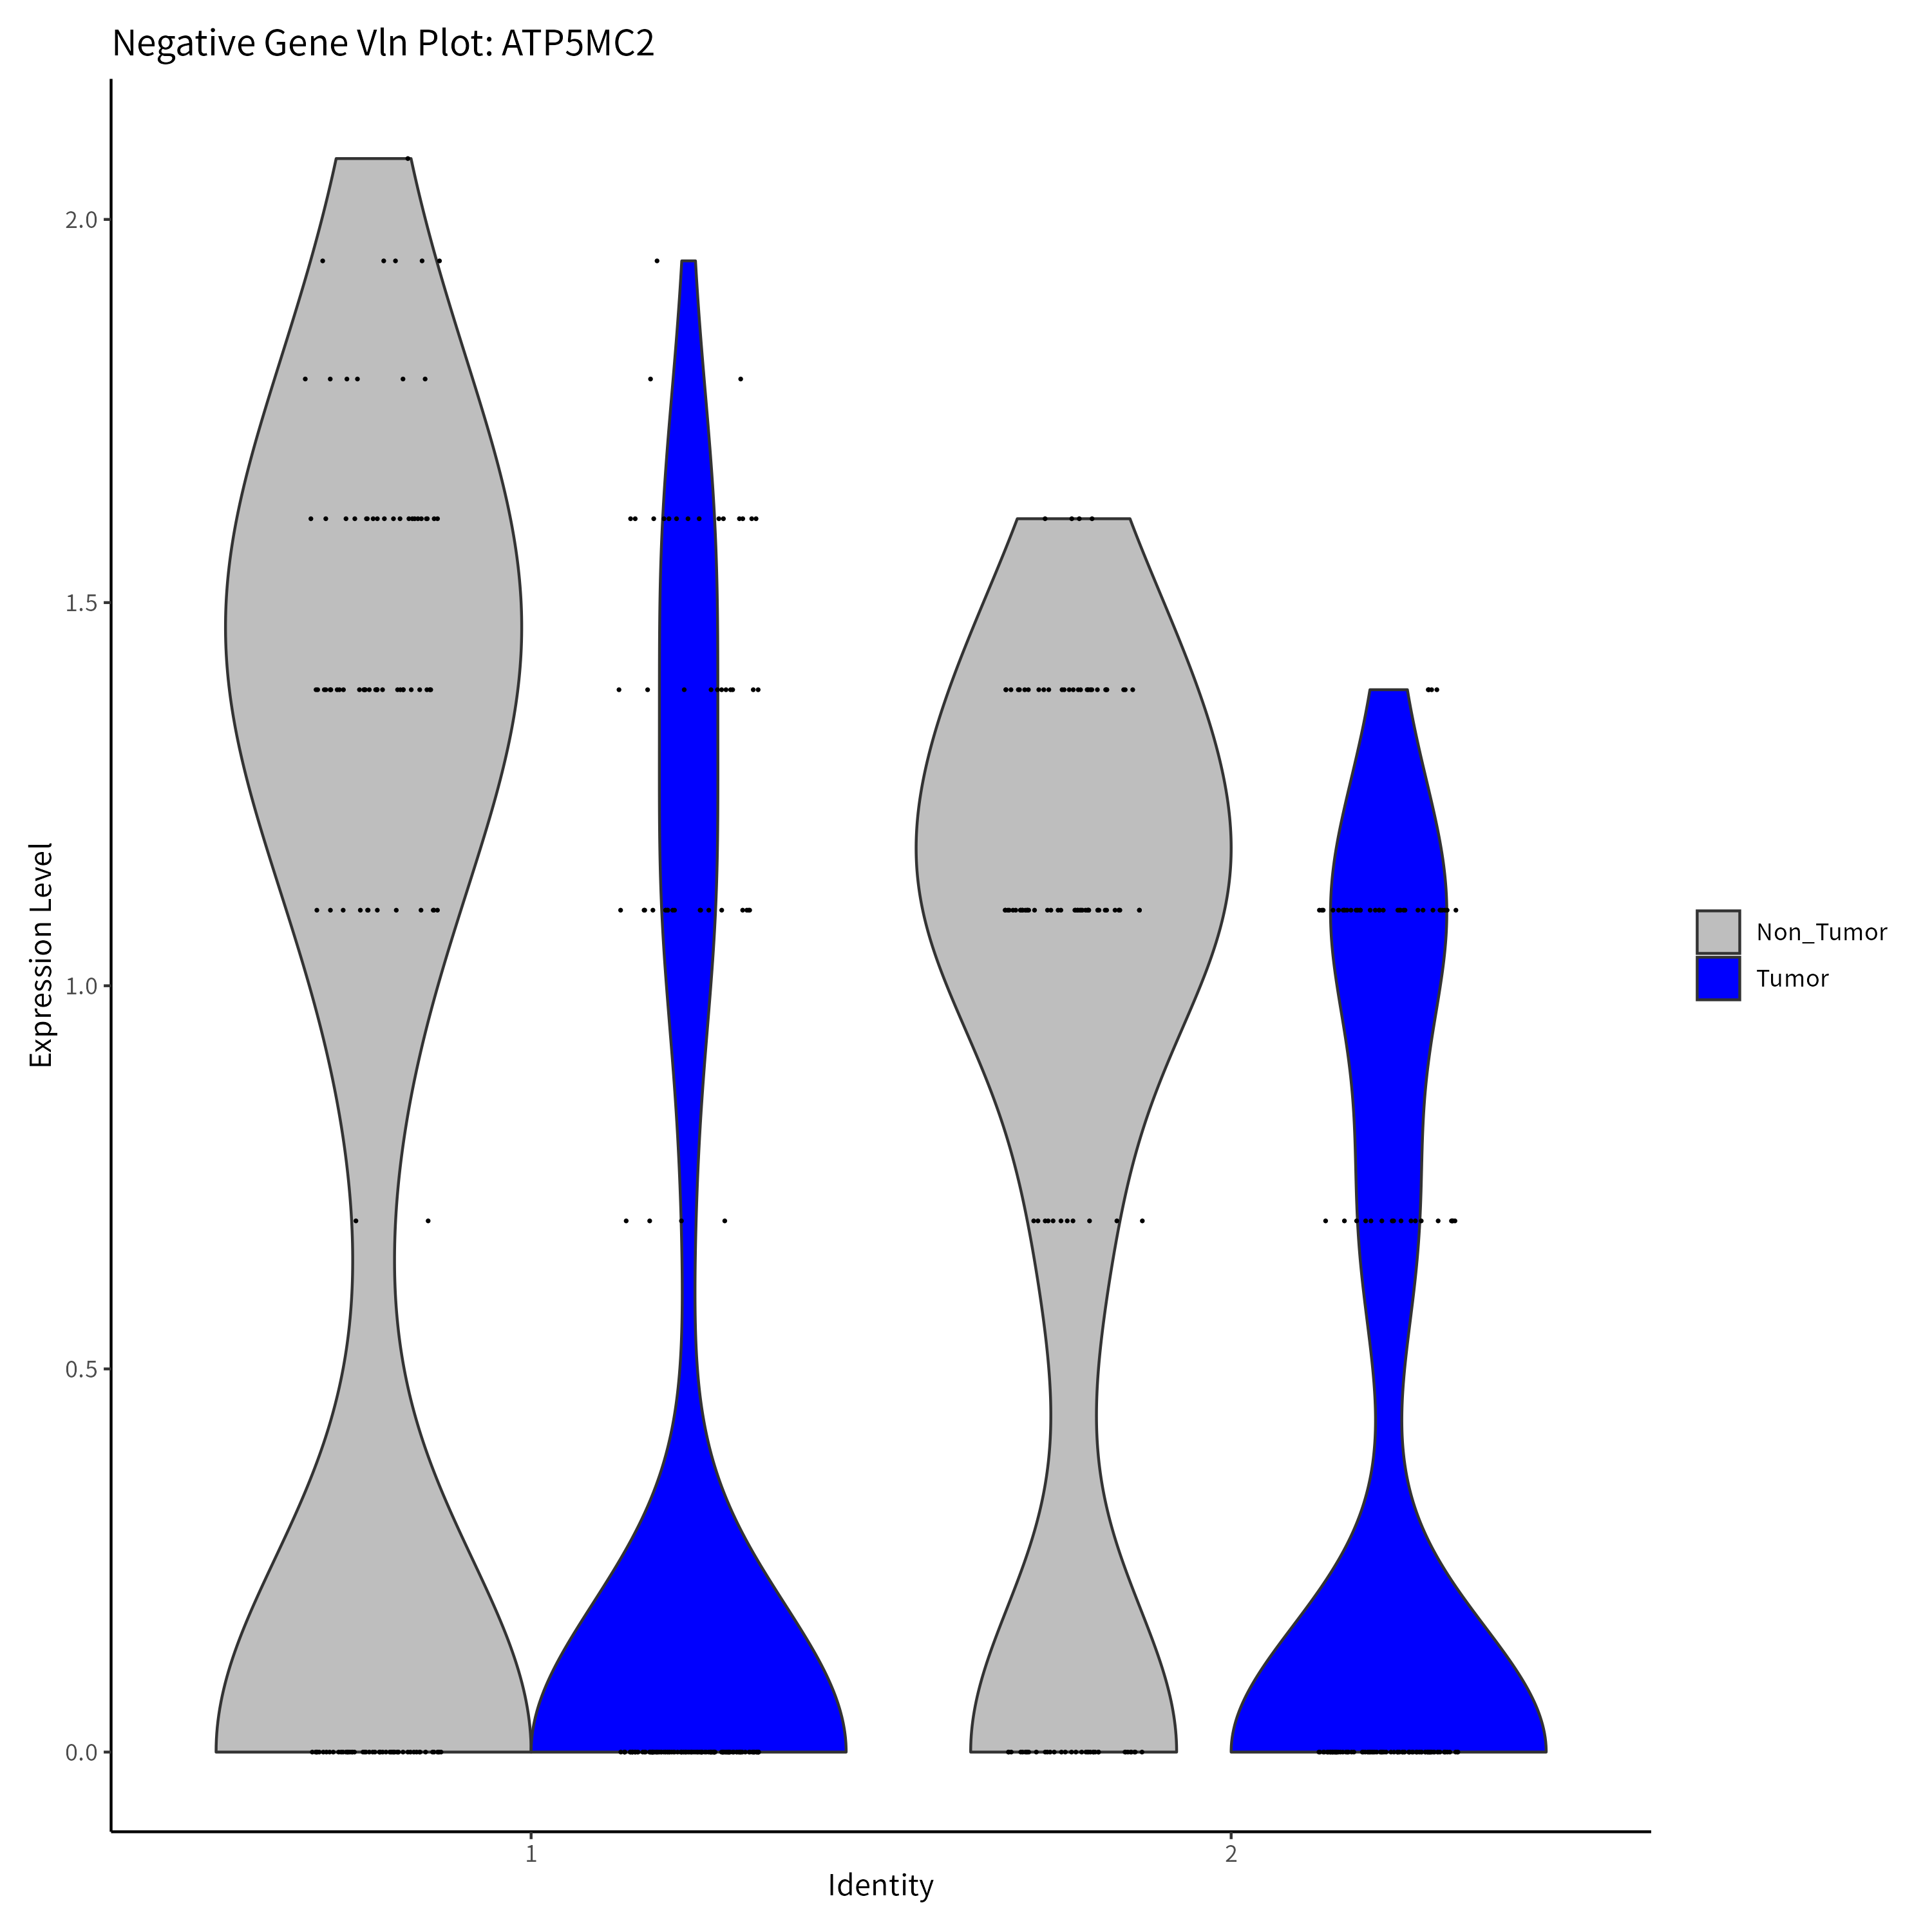 Negative Gene Vln Plot: ATP5MC2
Expression Level
2.0
1.5
1.0
0.5
0.0
1
2
Identity
Non_Tumor
Tumor